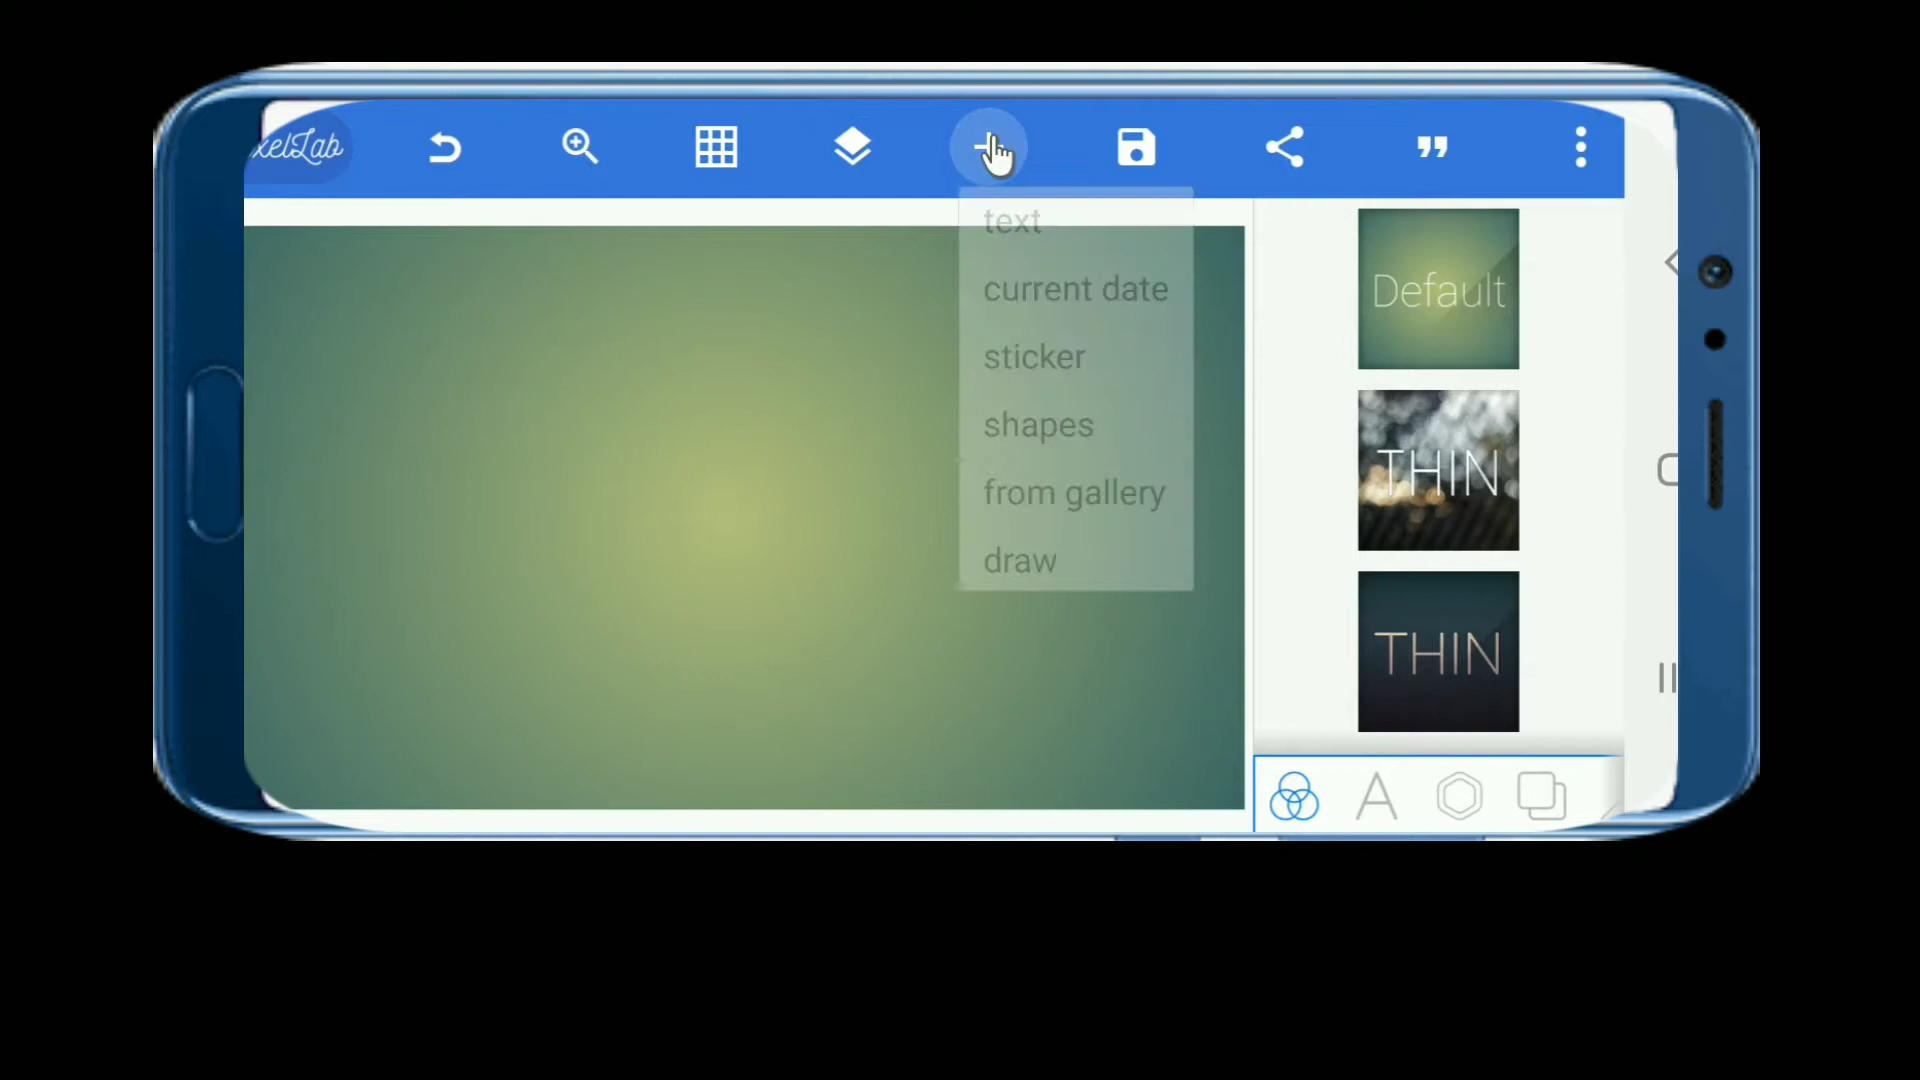 xelLab
text
current date
sticker
shapes
from gallery
draw
Default
THIN
THIN
A